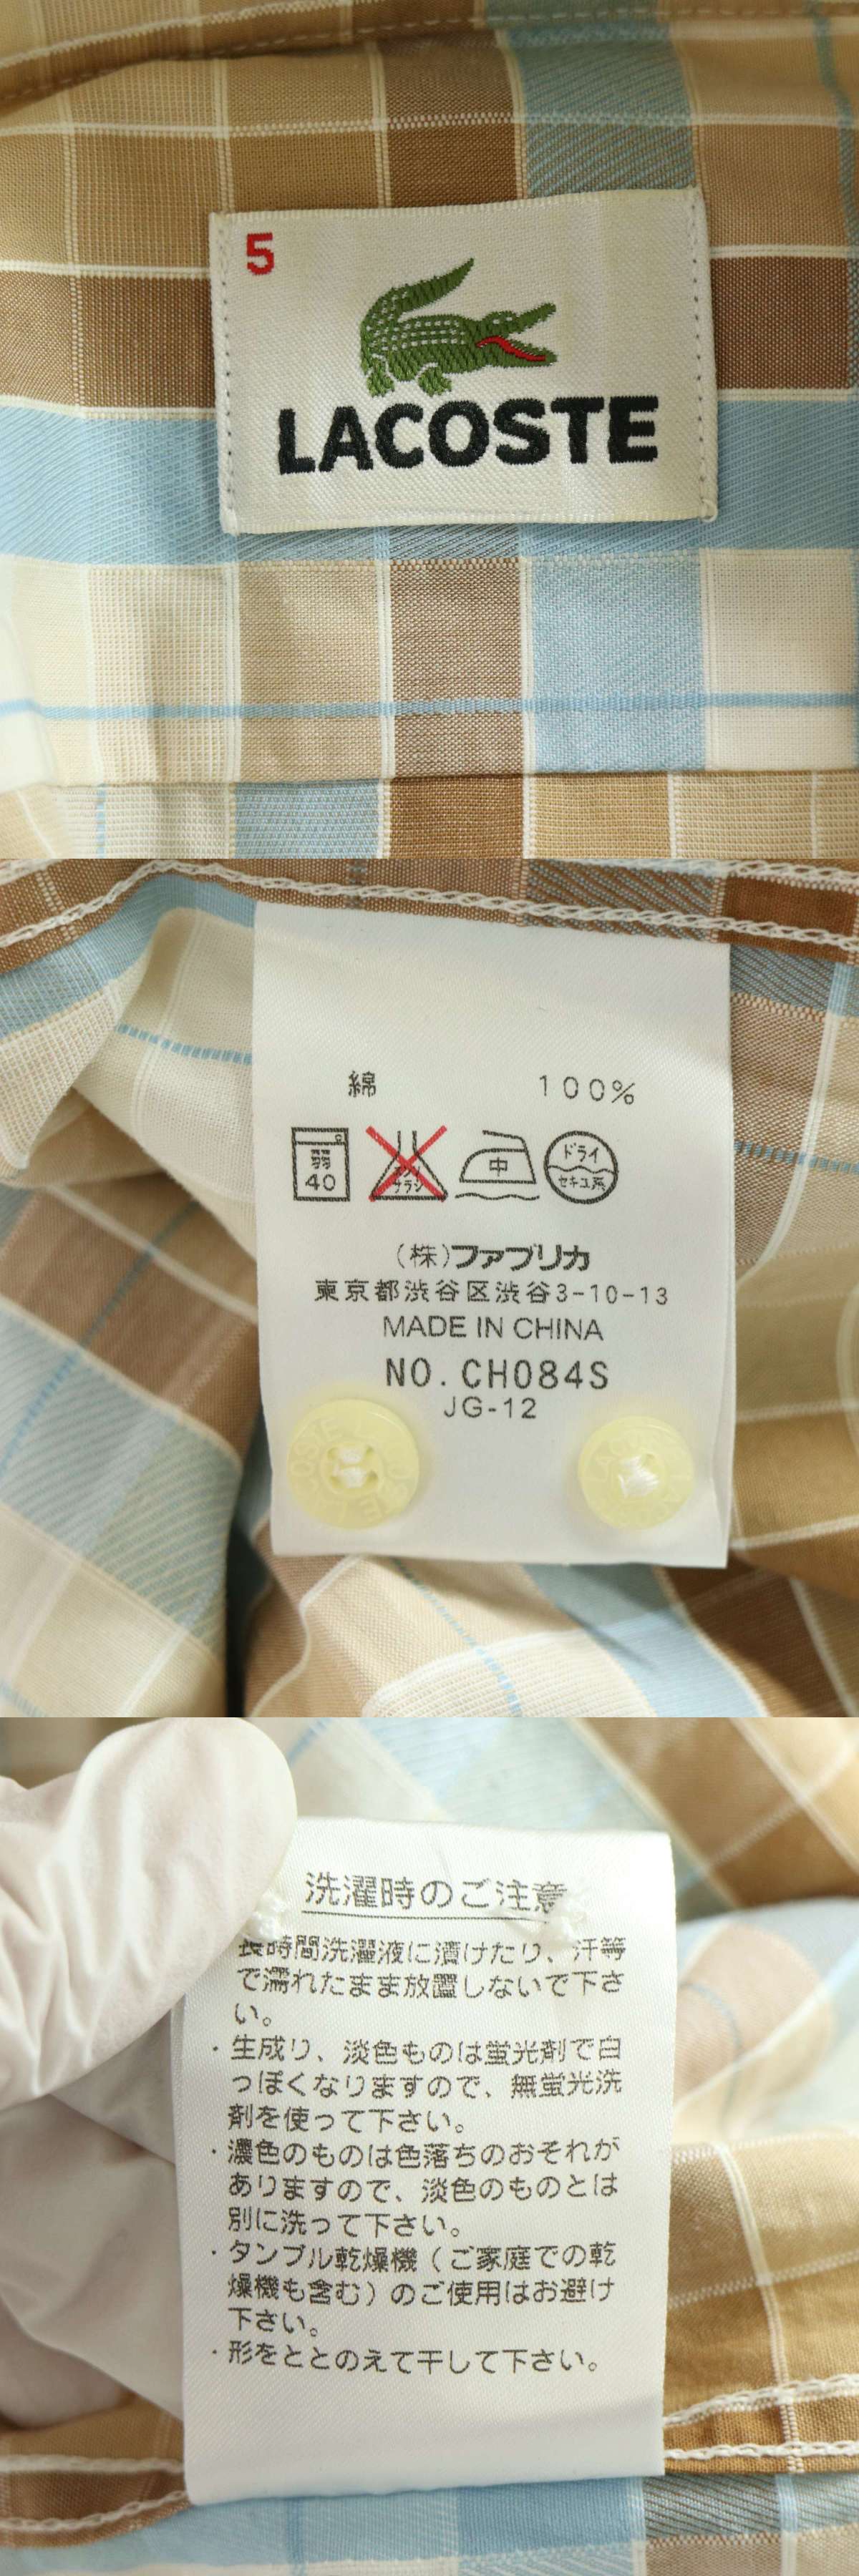 5
LACOSTE
綿 100%
弱
40
エンソ
サラシ
中
ドライ
セキユ系
(株)ファブリカ
東京都渋谷区渋谷3-10-13
MADE IN CHINA
NO. CH084S
JG-12
洗濯時のご注意
長時間洗濯液に漬けたり、汗等
で濡れたまま放置しないで下さ
い。
・生成り、淡色ものは蛍光剤で白
っぽくなりますので、無蛍光洗
剤を使って下さい。
・濃色のものは色落ちのおそれが
ありますので、淡色のものとは
別に洗って下さい。
・タンブル乾燥機(ご家庭での乾
燥機も含む)のご使用はお避け
下さい。
・形をととのえて干して下さい。